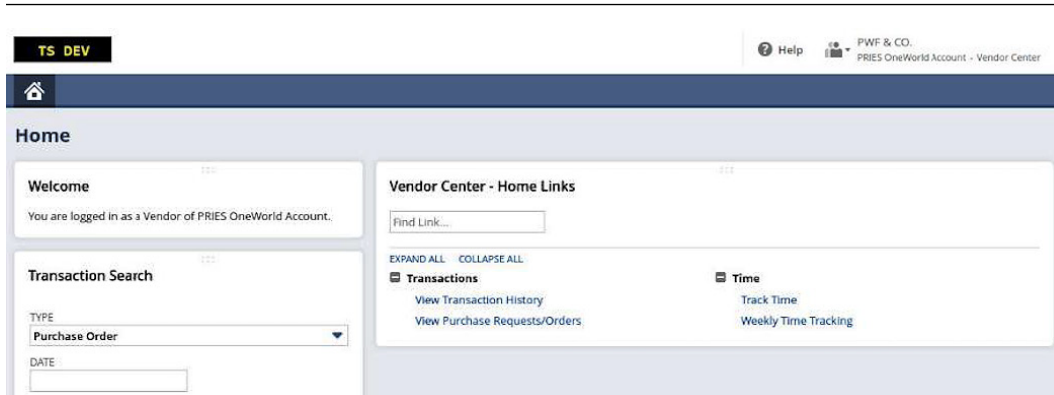 TS DEV
Help
PWF & CO.
PRIES OneWorld Account - Vendor Center
Home
Welcome
You are logged in as a Vendor of PRIES OneWorld Account.
Transaction Search
TYPE
Purchase Order
DATE
Vendor Center - Home Links
Find Link...
EXPAND ALL COLLAPSE ALL
Transactions
View Transaction History
View Purchase Requests/Orders
Time
Track Time
Weekly Time Tracking